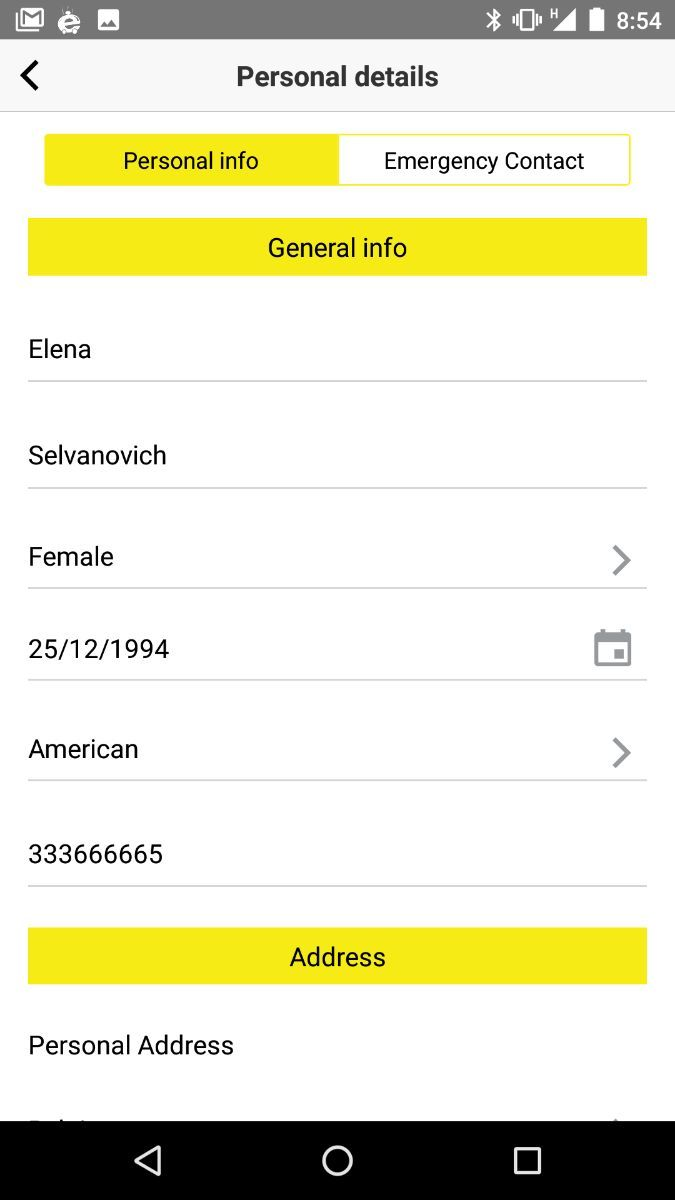 H 8:54
Personal details
Personal info Emergency Contact
General info
Elena
Selvanovich
Female
25/12/1994
American
333666665
Address
Personal Address